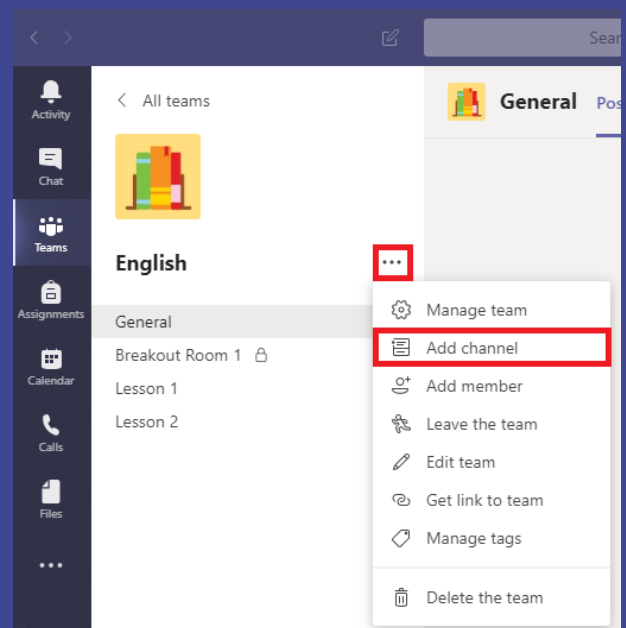 Sear
Activity
Chat
Teams
Assignments
Calendar
Calls
Files
All teams
English
General
Breakout Room 1
Lesson 1
Lesson 2
General Pos
Manage team
Add channel
Add member
Leave the team
Edit team
Get link to team
Manage tags
Delete the team